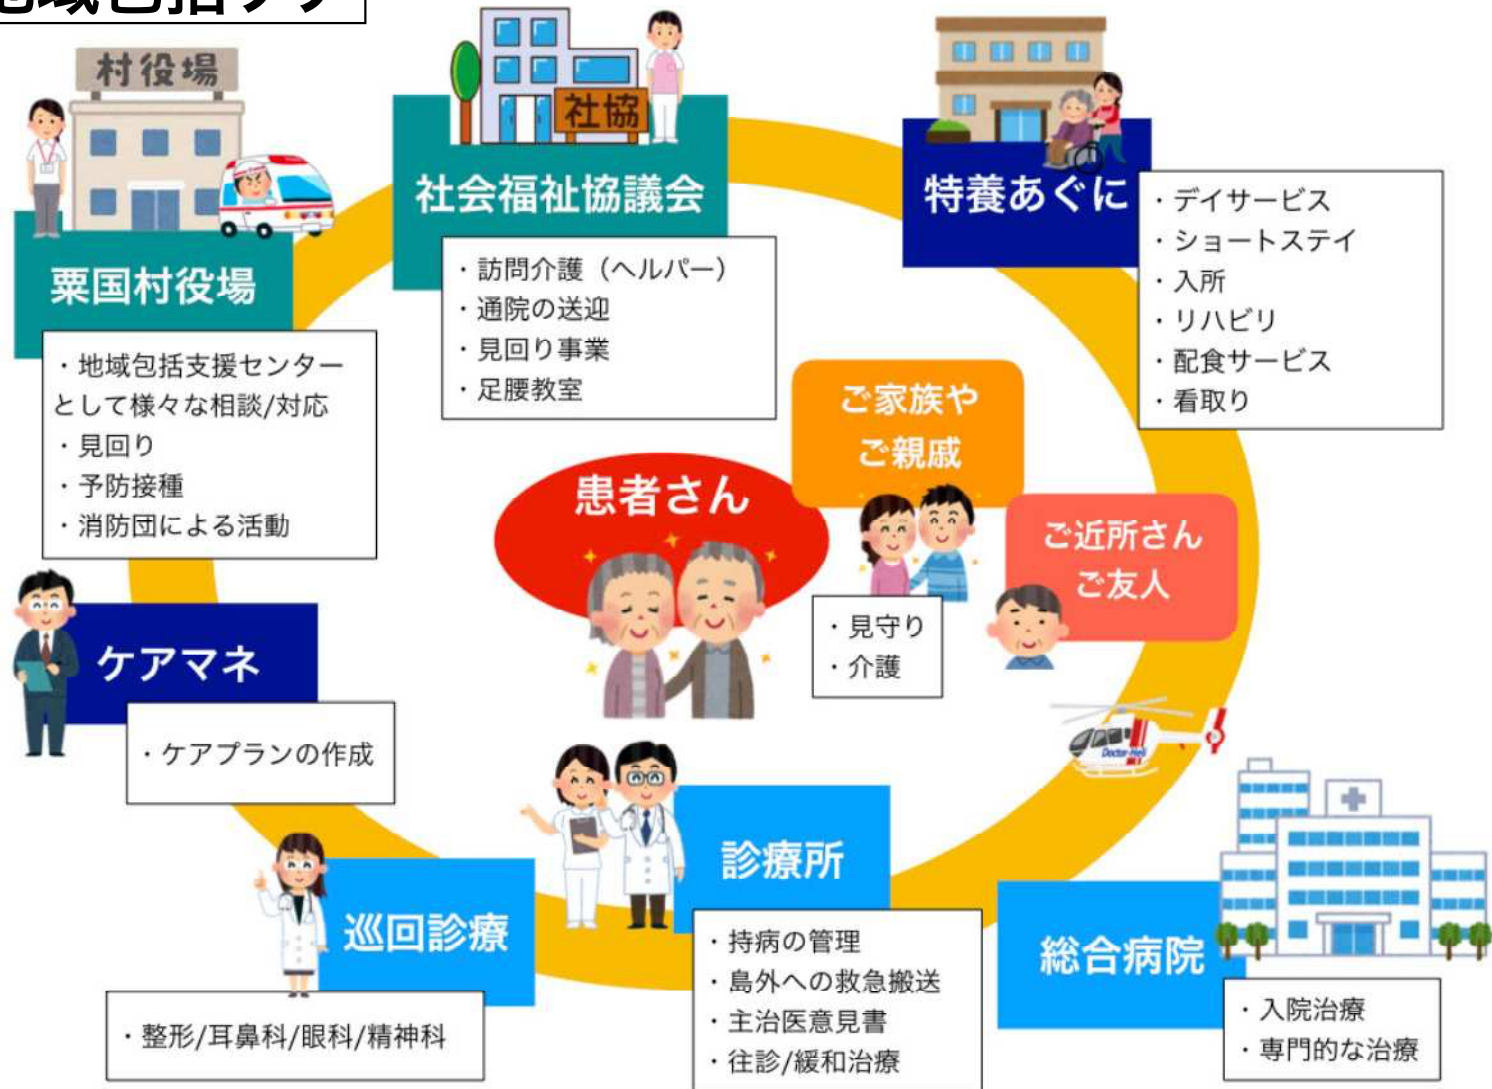 地域包括ケア
村役場
粟国村役場
・地域包括支援センター
として様々な相談/対応
・見回り
・予防接種
・消防団による活動
社協
社会福祉協議会
・訪問介護（ヘルパー）
・通院の送迎
・見回り事業
・足腰教室
特養あぐに
・デイサービス
・ショートステイ
・入所
・リハビリ
・配食サービス
・看取り
患者さん
ご家族や
ご親戚
・見守り
・介護
ご近所さん
ご友人
ケアマネ
・ケアプランの作成
Doctor-Heli
巡回診療
・整形/耳鼻科/眼科/精神科
診療所
・持病の管理
・島外への救急搬送
・主治医意見書
・往診/緩和治療
総合病院
・入院治療
・専門的な治療